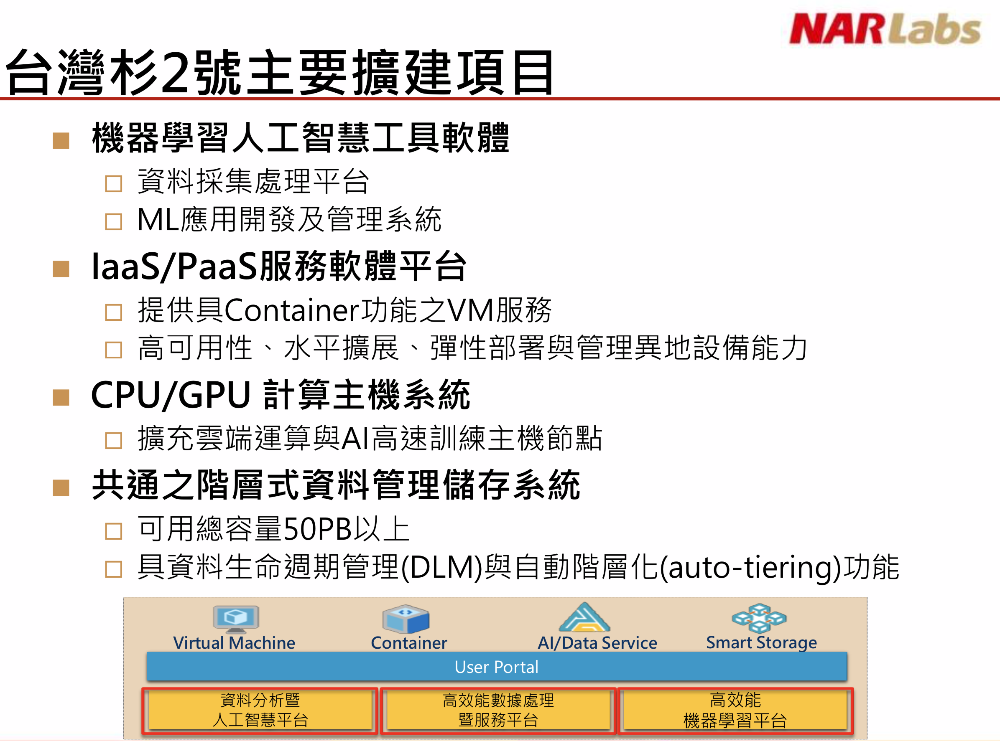 NARLabs
台灣杉2號主要擴建項目
機器學習人工智慧工具軟體
資料採集處理平台
ML應用開發及管理系統
IaaS/PaaS服務軟體平台
提供具Container功能之VM服務
高可用性、水平擴展、彈性部署與管理異地設備能力
CPU/GPU 計算主機系統
擴充雲端運算與AI高速訓練主機節點
共通之階層式資料管理儲存系統
可用總容量50PB以上
具資料生命週期管理(DLM)與自動階層化(auto-tiering)功能
Virtual Machine
Container
AI/Data Service
Smart Storage
User Portal
資料分析暨
人工智慧平台
高效能數據處理
暨服務平台
高效能
機器學習平台